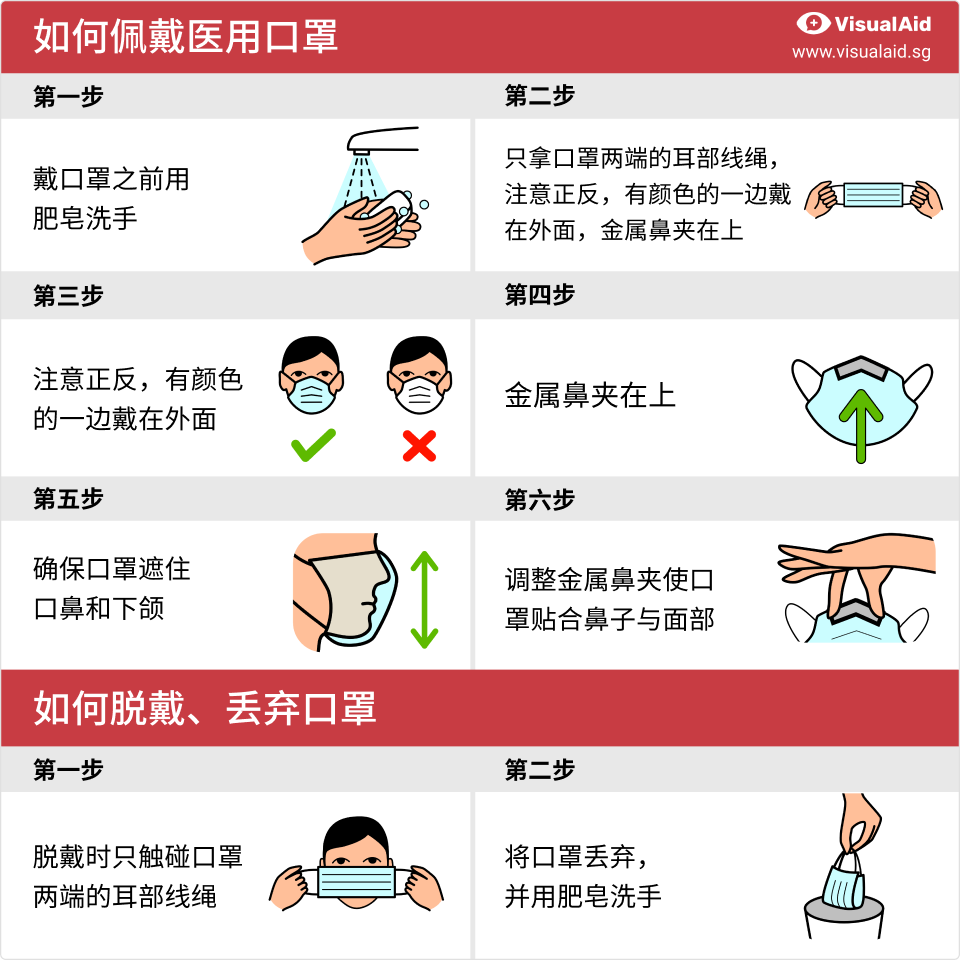 如何佩戴医用口罩
VisualAid
www.visualaid.sg
第一步
戴口罩之前用
肥皂洗手
第二步
只拿口罩两端的耳部线绳，
注意正反，有颜色的一边戴
在外面，金属鼻夹在上
第三步
注意正反，有颜色
的一边戴在外面
第四步
金属鼻夹在上
第五步
确保口罩遮住
口鼻和下颌
第六步
调整金属鼻夹使口
罩贴合鼻子与面部
如何脱戴、丢弃口罩
第一步
脱戴时只触碰口罩
两端的耳部线绳
第二步
将口罩丢弃，
并用肥皂洗手